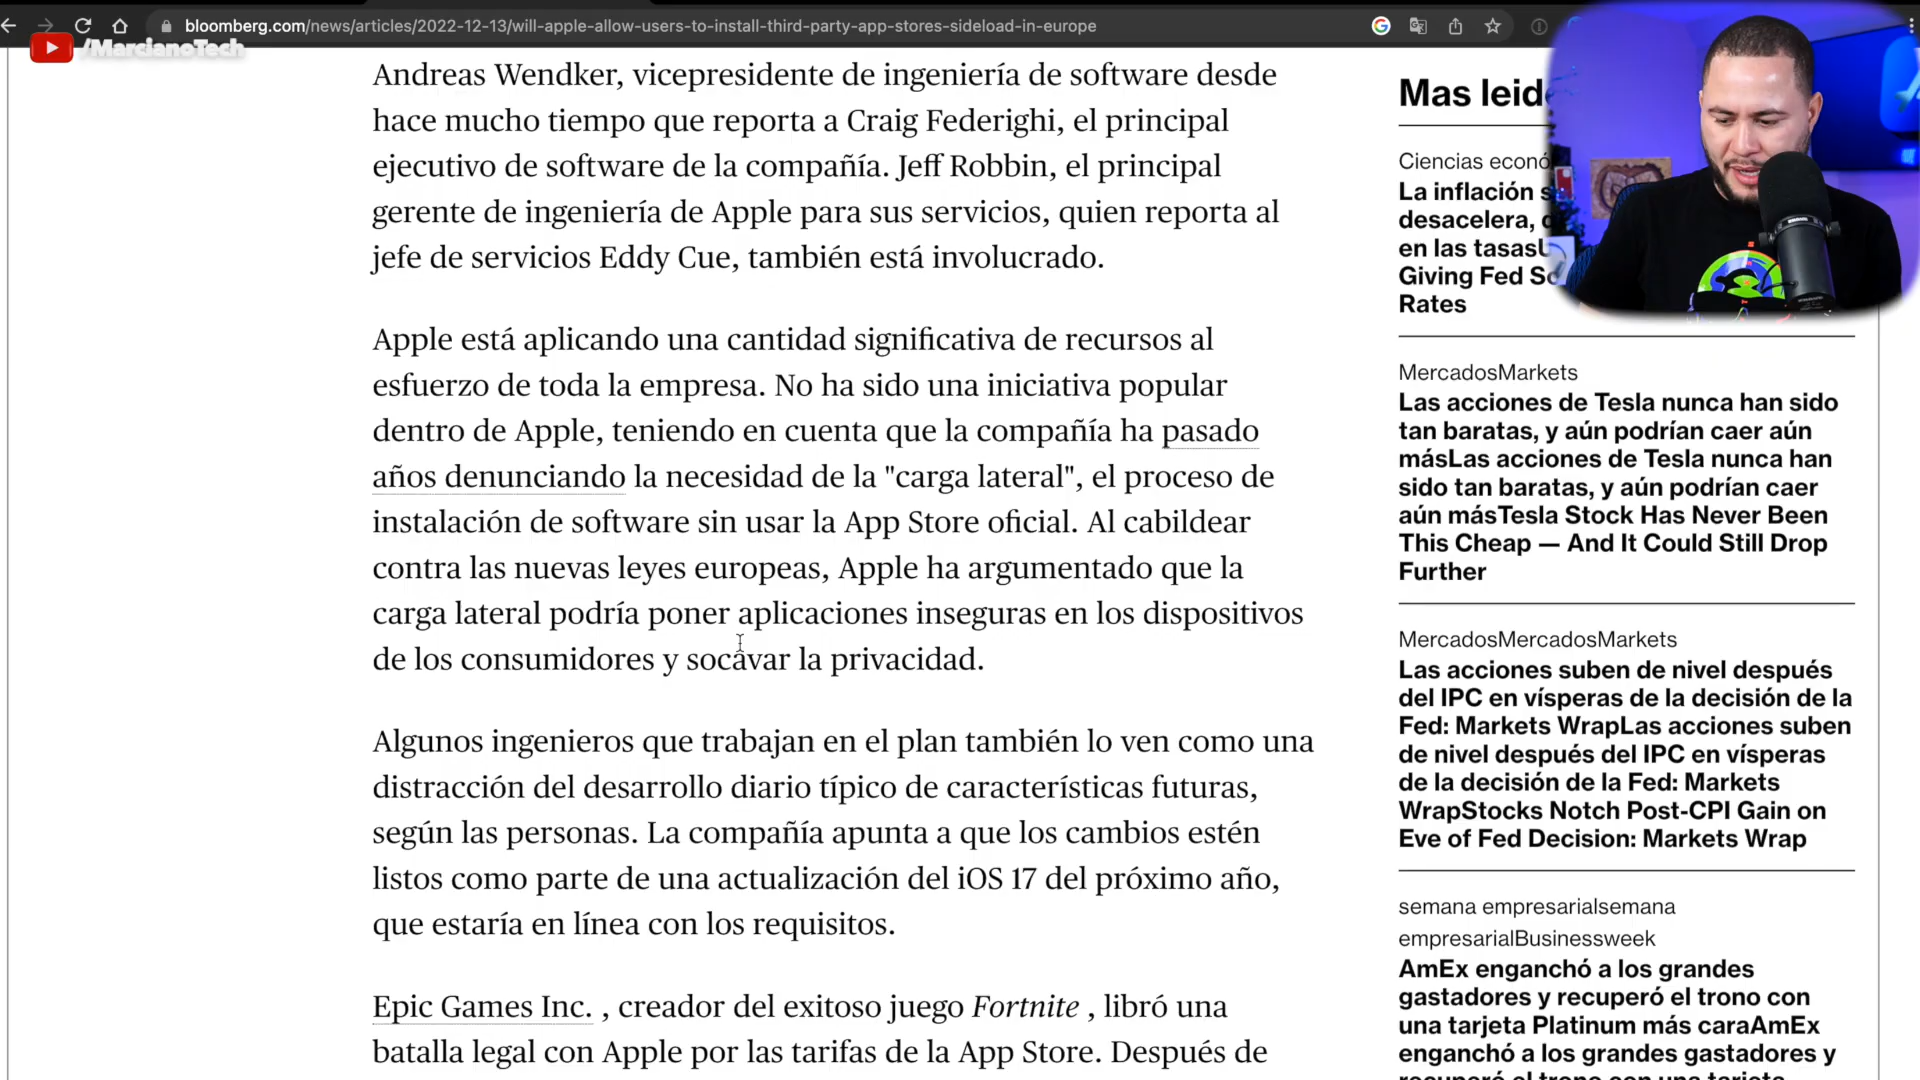 bloomberg.com/news/articles/2022-12-13/will-apple-allow-users-to-install-third-party-app-stores-sideload-in-europe
/MarcianoTech
Andreas Wendker, vicepresidente de ingeniería de software desde
hace mucho tiempo que reporta a Craig Federighi, el principal
ejecutivo de software de la compañía. Jeff Robbin, el principal
gerente de ingeniería de Apple para sus servicios, quien reporta al
jefe de servicios Eddy Cue, también está involucrado.
Apple está aplicando una cantidad significativa de recursos al
esfuerzo de toda la empresa. No ha sido una iniciativa popular
dentro de Apple, teniendo en cuenta que la compañía ha pasado
años denunciando la necesidad de la "carga lateral", el proceso de
instalación de software sin usar la App Store oficial. Al cabildear
contra las nuevas leyes europeas, Apple ha argumentado que la
carga lateral podría poner aplicaciones inseguras en los dispositivos
de los consumidores y socavar la privacidad.
Algunos ingenieros que trabajan en el plan también lo ven como una
distracción del desarrollo diario típico de características futuras,
según las personas. La compañía apunta a que los cambios estén
listos como parte de una actualización del iOS 17 del próximo año,
que estaría en línea con los requisitos.
Epic Games Inc. , creador del exitoso juego Fortnite , libró una
batalla legal con Apple por las tarifas de la App Store. Después de
Mas leid
Ciencias econó
La inflación s
desacelera,
en las tasasU
Giving Fed Sc
Rates
MercadosMarkets
Las acciones de Tesla nunca han sido
tan baratas, y aún podrían caer aún
másLas acciones de Tesla nunca han
sido tan baratas, y aún podrían caer
aún másTesla Stock Has Never Been
This Cheap — And It Could Still Drop
Further
MercadosMercadosMarkets
Las acciones suben de nivel después
del IPC en vísperas de la decisión de la
Fed: Markets WrapLas acciones suben
de nivel después del IPC en vísperas
de la decisión de la Fed: Markets
WrapStocks Notch Post-CPI Gain on
Eve of Fed Decision: Markets Wrap
semana empresarialsemana
empresarialBusinessweek
AmEx enganchó a los grandes
gastadores y recuperó el trono con
una tarjeta Platinum más caraAmEx
enganchó a los grandes gastadores y
recuperó el trono con una tarjeta